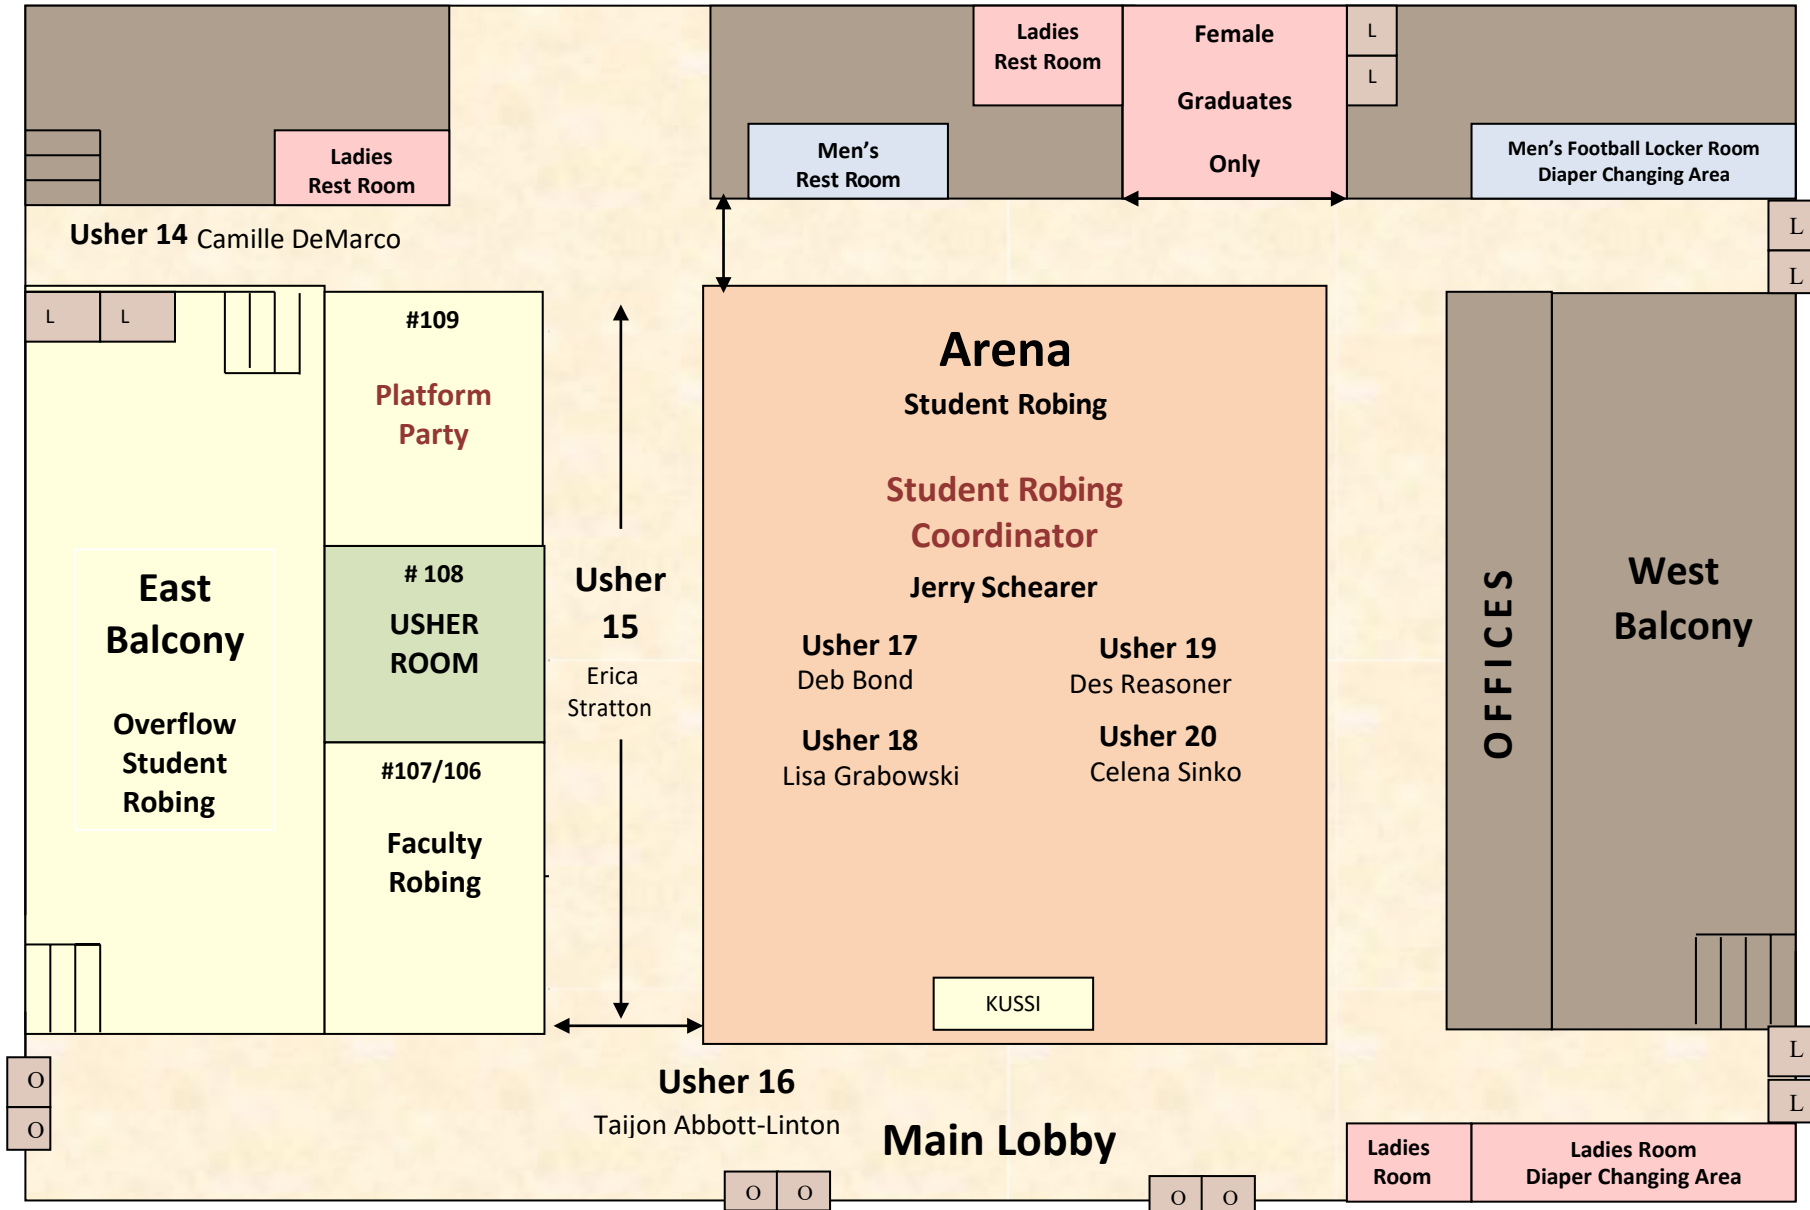 Ladies
Rest Room
Female
Graduates
Only
L
L
Ladies
Rest Room
Men's
Rest Room
Men's Football Locker Room
Diaper Changing Area
Usher 14 Camille DeMarco
L
L
L L
#109
Platform
Party
Arena
Student Robing
Student Robing
Coordinator
Jerry Schearer
East
Balcony
Overflow
Student
Robing
# 108
USHER
ROOM
Usher
15
Erica
Stratton
Usher 17
Deb Bond
Usher 19
Des Reasoner
Usher 18
Lisa Grabowski
Usher 20
Celena Sinko
OFFICES
West
Balcony
#107/106
Faculty
Robing
KUSSI
O
O
Usher 16
Taijon Abbott-Linton
Main Lobby
L
L
Ladies
Room
Ladies Room
Diaper Changing Area
O O
O O